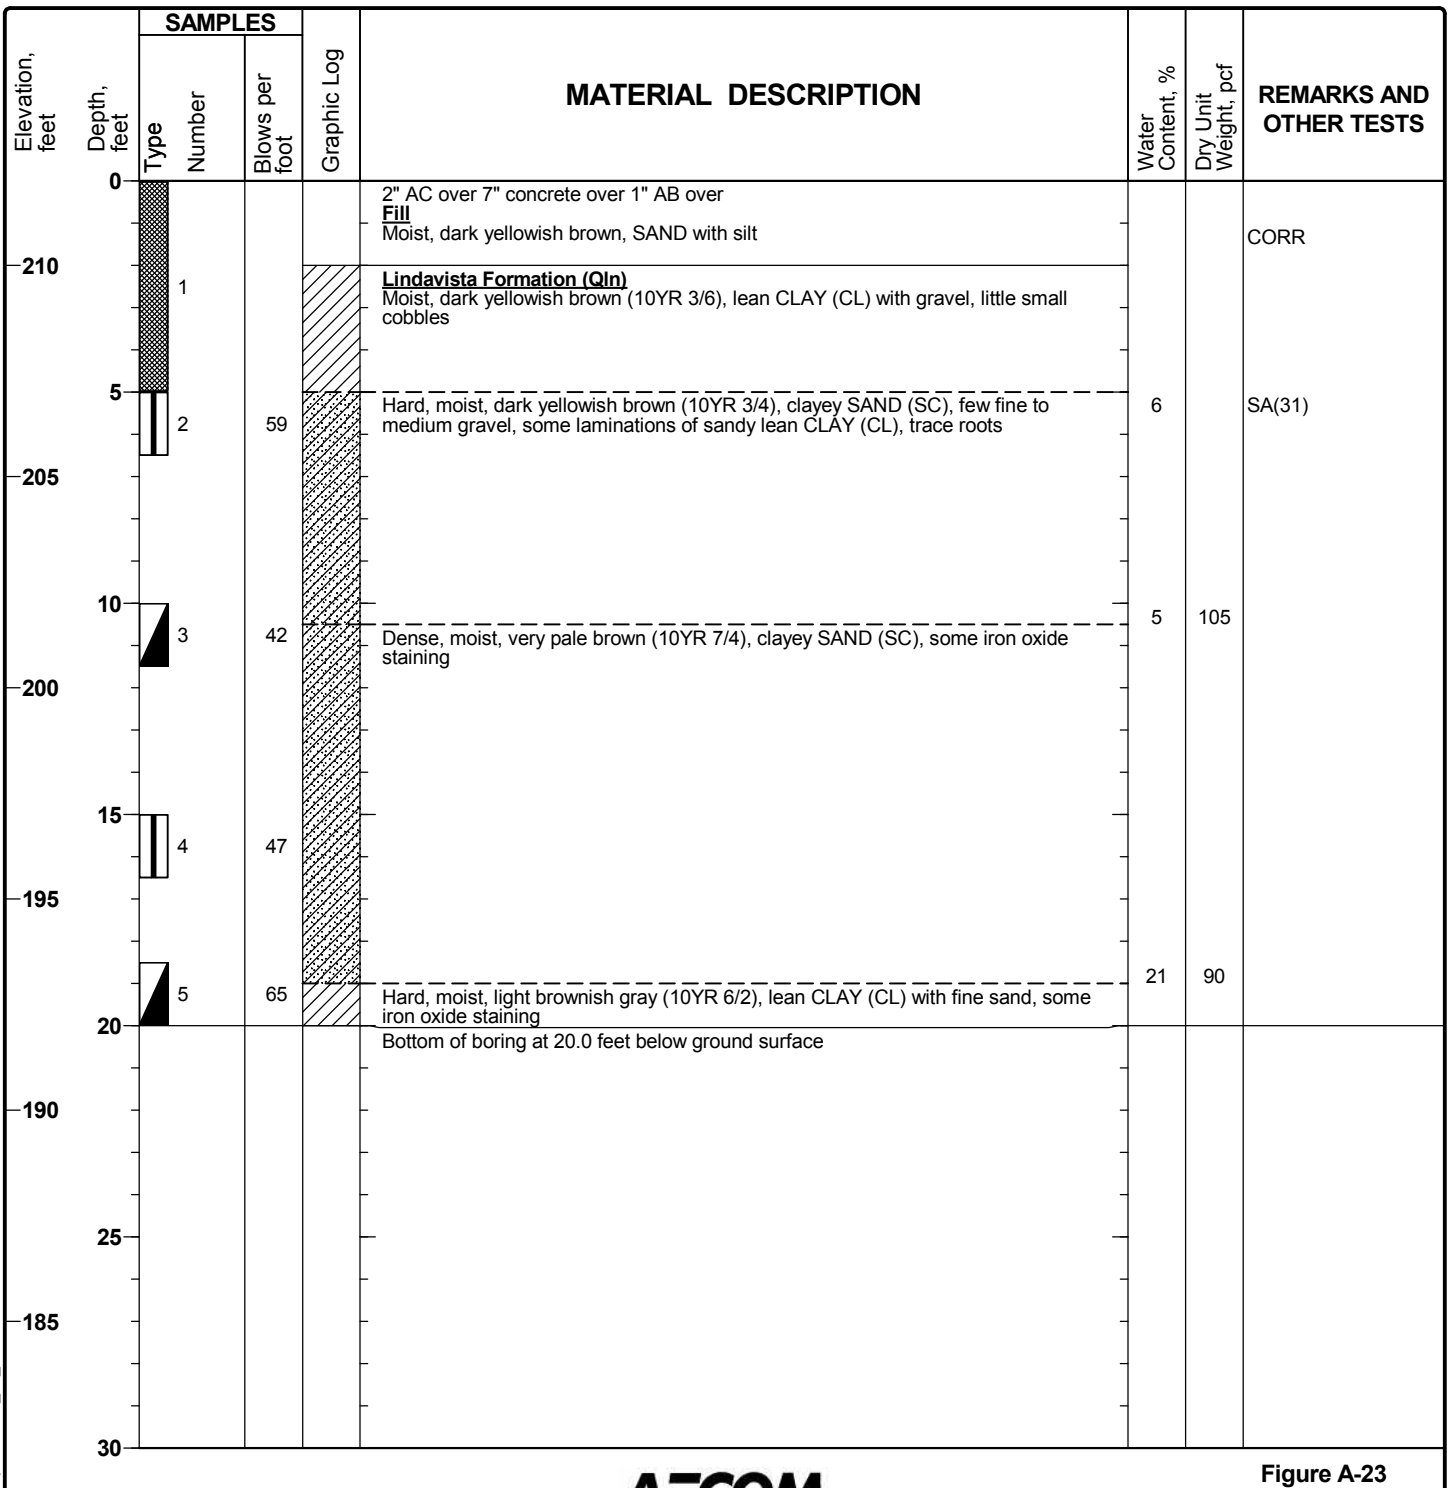 SAMPLES
Elevation,
feet
Depth,
feet
Type
Number
Blows per
foot
Graphic Log
MATERIAL DESCRIPTION
Water
Content, %
Dry Unit
Weight, pcf
REMARKS AND
OTHER TESTS
0
2" AC over 7" concrete over 1" AB over
Fill
Moist, dark yellowish brown, SAND with silt
CORR
210
1
Lindavista Formation (Qln)
Moist, dark yellowish brown (10YR 3/6), lean CLAY (CL) with gravel, little small
cobbles
5
2
59
Hard, moist, dark yellowish brown (10YR 3/4), clayey SAND (SC), few fine to
medium gravel, some laminations of sandy lean CLAY (CL), trace roots
6
SA(31)
205
10
3
42
Dense, moist, very pale brown (10YR 7/4), clayey SAND (SC), some iron oxide
staining
5
105
200
15
4
47
195
5
65
Hard, moist, light brownish gray (10YR 6/2), lean CLAY (CL) with fine sand, some
iron oxide staining
21
90
20
Bottom of boring at 20.0 feet below ground surface
190
25
185
30
AECOM
Figure A-23